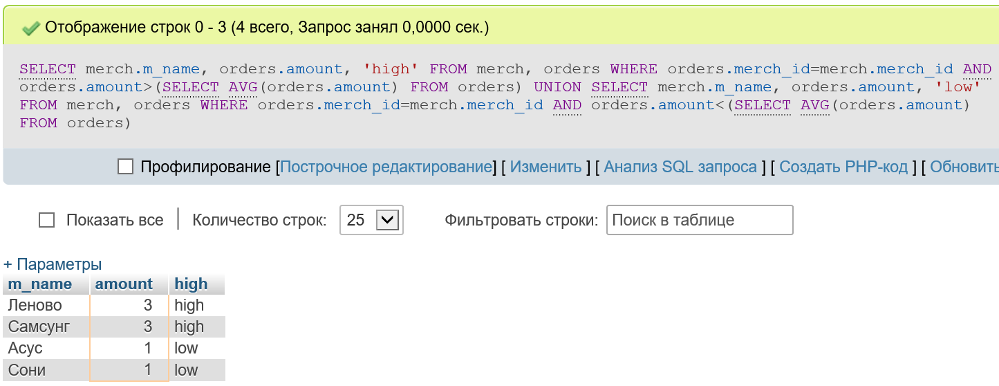 Отображение строк 0 - 3 (4 всего, Запрос занял 0,0000 сек.)
SELECT merch.m_name, orders.amount, 'high' FROM merch, orders WHERE orders.merch_id=merch.merch_id AND
orders.amount>(SELECT AVG(orders.amount) FROM orders) UNION SELECT merch.m_name, orders.amount, 'low'
FROM merch, orders WHERE orders.merch_id=merch.merch_id AND orders.amount<(SELECT AVG(orders.amount)
FROM orders)
Профилирование [Построчное редактирование] [ Изменить ] [ Анализ SQL запроса ] [ Создать PHP-код ] [ Обновить
Показать все | Количество строк: 25 Фильтровать строки: Поиск в таблице
+ Параметры
m_name amount high
Леново 3 high
Самсунг 3 high
Асус 1 low
Сони 1 low